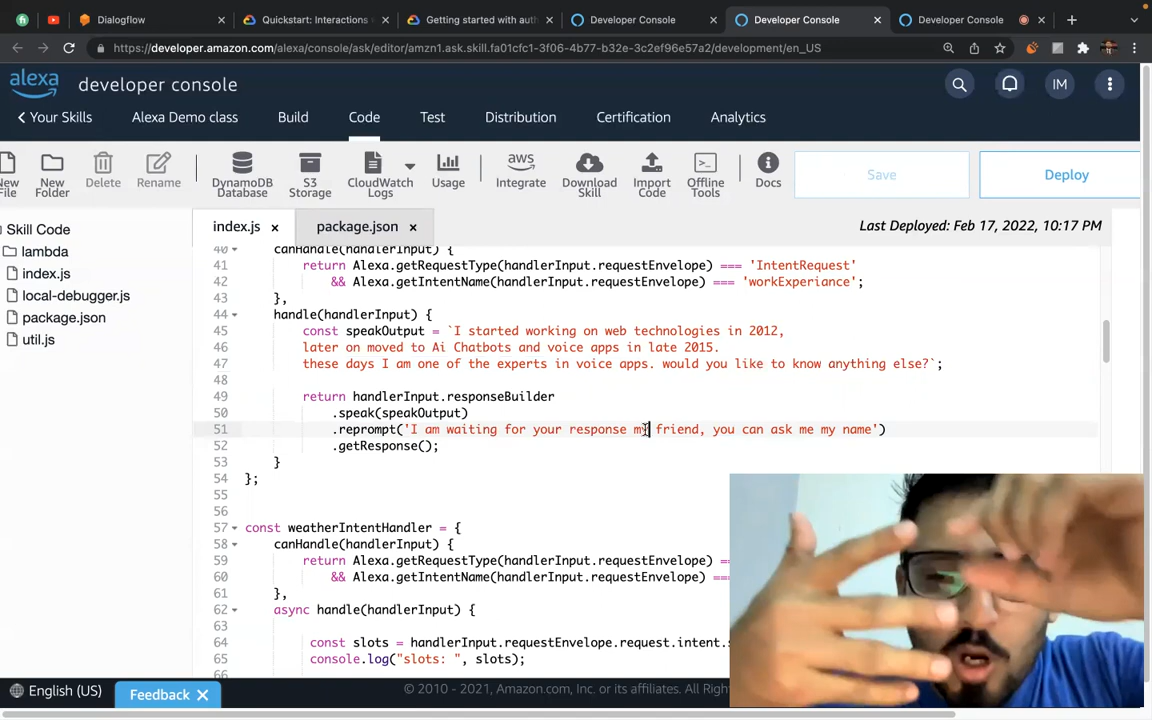 Dialogflow
Quickstart: Interactions
Getting started with auth
Developer Console
Developer Console
Developer Console
https://developer.amazon.com/alexa/console/ask/editor/amzn1.ask.skill.fa01cfc1-3f06-4b77-b32e-3c2ef96e57a2/development/en_US
alexa developer console
IM
Your Skills
Alexa Demo class
Build
Code
Test
Distribution
Certification
Analytics
New File
New Folder
Delete
Rename
DynamoDB Database
S3 Storage
CloudWatch Logs
Usage
aws Integrate
Download Skill
Import Code
Offline Tools
Docs
Save
Deploy
Skill Code
lambda
index.js
local-debugger.js
package.json
util.js
index.js
package.json
Last Deployed: Feb 17, 2022, 10:17 PM
40 canHandle(handlerInput) {
41 return Alexa.getRequestType(handlerInput.requestEnvelope) === 'IntentRequest'
42 && Alexa.getIntentName(handlerInput.requestEnvelope) === 'workExperiance';
43 },
44 handle(handlerInput) {
45 const speakOutput = `I started working on web technologies in 2012,
46 later on moved to Ai Chatbots and voice apps in late 2015.
47 these days I am one of the experts in voice apps. would you like to know anything else?`;
48
49 return handlerInput.responseBuilder
50 .speak(speakOutput)
51 .reprompt('I am waiting for your response my friend, you can ask me my name')
52 .getResponse();
53 }
54 };
55
56
57 const weatherIntentHandler = {
58 canHandle(handlerInput) {
59 return Alexa.getRequestType(handlerInput.requestEnvelope) ==
60 && Alexa.getIntentName(handlerInput.requestEnvelope) ==
61 },
62 async handle(handlerInput) {
63
64 const slots = handlerInput.requestEnvelope.request.intent.s
65 console.log("slots: ", slots);
66
English (US)
Feedback
© 2010 - 2021, Amazon.com, Inc. or its affiliates. All Rights